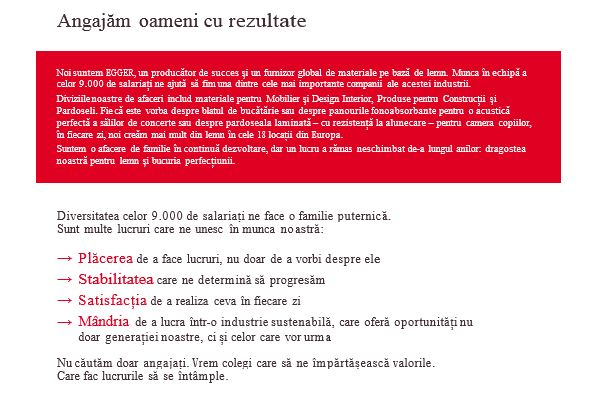 Angajăm oameni cu rezultate
Noi suntem EGGER, un producător de succes şi un furnizor global de materiale pe bază de lemn. Munca în echipă a
celor 9.000 de salariați ne ajută să fim una dintre cele mai importante companii ale acestei industrii.
Diviziile noastre de afaceri includ materiale pentru Mobilier şi Design Interior, Produse pentru Construcții şi
Pardoseli. Fie că este vorba despre blatul de bucătărie sau despre panourile fonoabsorbante pentru o acustică
perfectă a sălilor de concerte sau despre pardoseala laminată – cu rezistență la alunecare – pentru camera copiilor,
în fiecare zi, noi creăm mai mult din lemn în cele 18 locații din Europa.
Suntem o afacere de familie în continuă dezvoltare, dar un lucru a rămas neschimbat de-a lungul anilor: dragostea
noastră pentru lemn şi bucuria perfecțiunii.
Diversitatea celor 9.000 de salariați ne face o familie puternică.
Sunt multe lucruri care ne unesc în munca noastră:
→ Plăcerea de a face lucruri, nu doar de a vorbi despre ele
→ Stabilitatea care ne determină să progresăm
→ Satisfacția de a realiza ceva în fiecare zi
→ Mândria de a lucra într-o industrie sustenabilă, care oferă oportunități nu
doar generației noastre, ci şi celor care vor urma
Nu căutăm doar angajați. Vrem colegi care să ne împărtăşească valorile.
Care fac lucrurile să se întâmple.